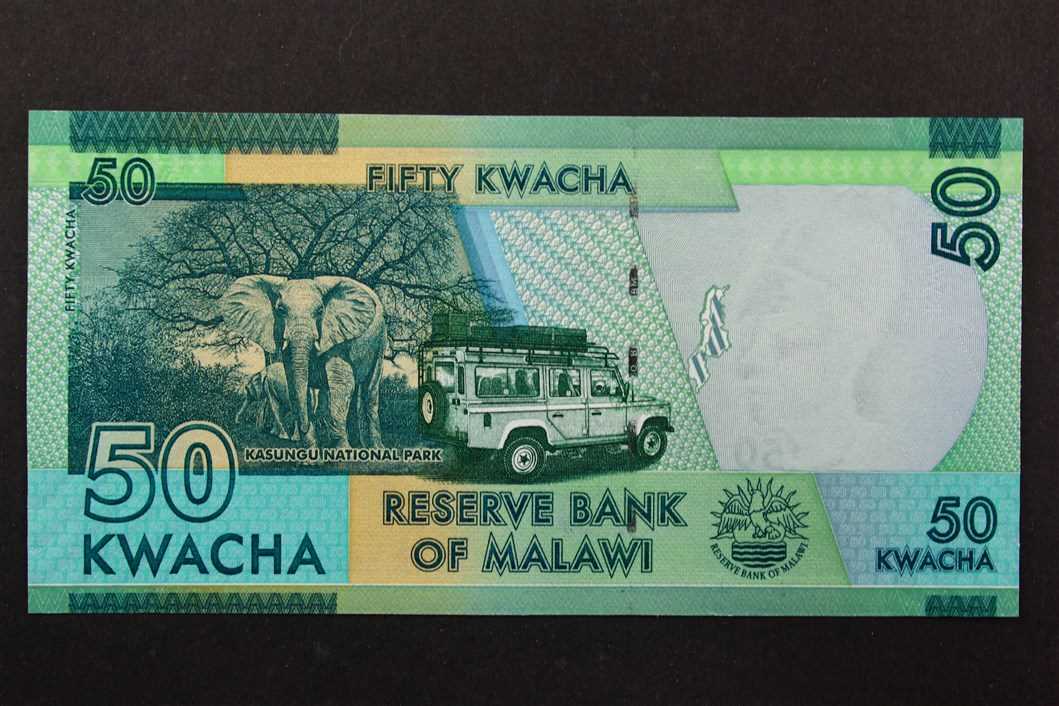 FIFTY KWACHA
50
50
FIFTY KWACHA
KASUNGU NATIONAL PARK
50
KWACHA
RESERVE BANK
OF MALAWI
RESERVE BANK OF MALAWI
50
KWACHA